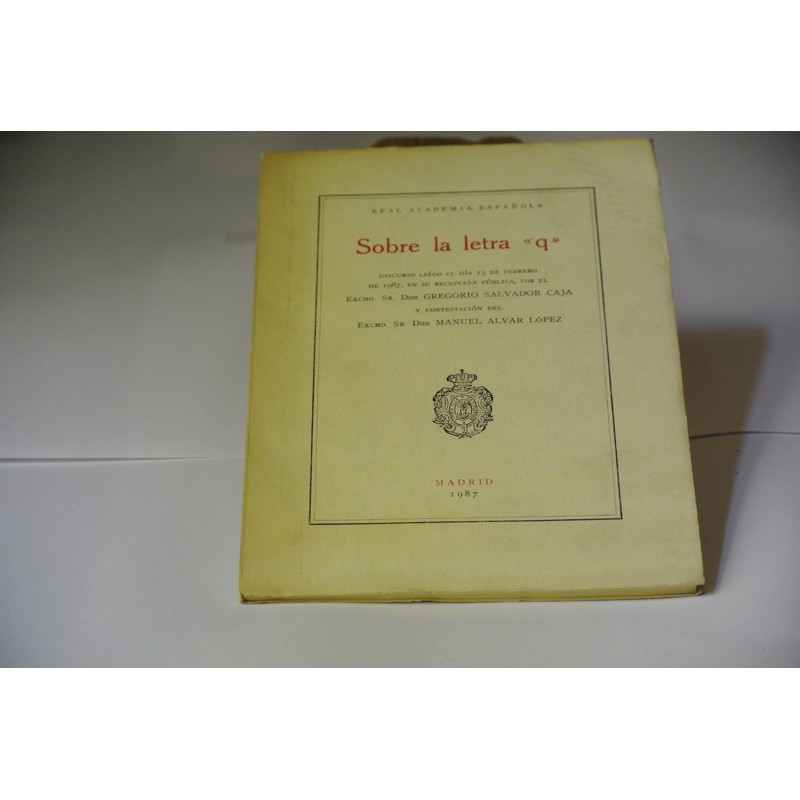 REAL ACADEMIA ESPAÑOLA
Sobre la letra «q»
DISCURSO LEÍDO EL DÍA 15 DE FEBRERO
DE 1987, EN SU RECEPCIÓN PÚBLICA, POR EL
EXCMO. SR. DON GREGORIO SALVADOR CAJA
Y CONTESTACIÓN DEL
EXCMO. SR. DON MANUEL ALVAR LÓPEZ
MADRID
1987